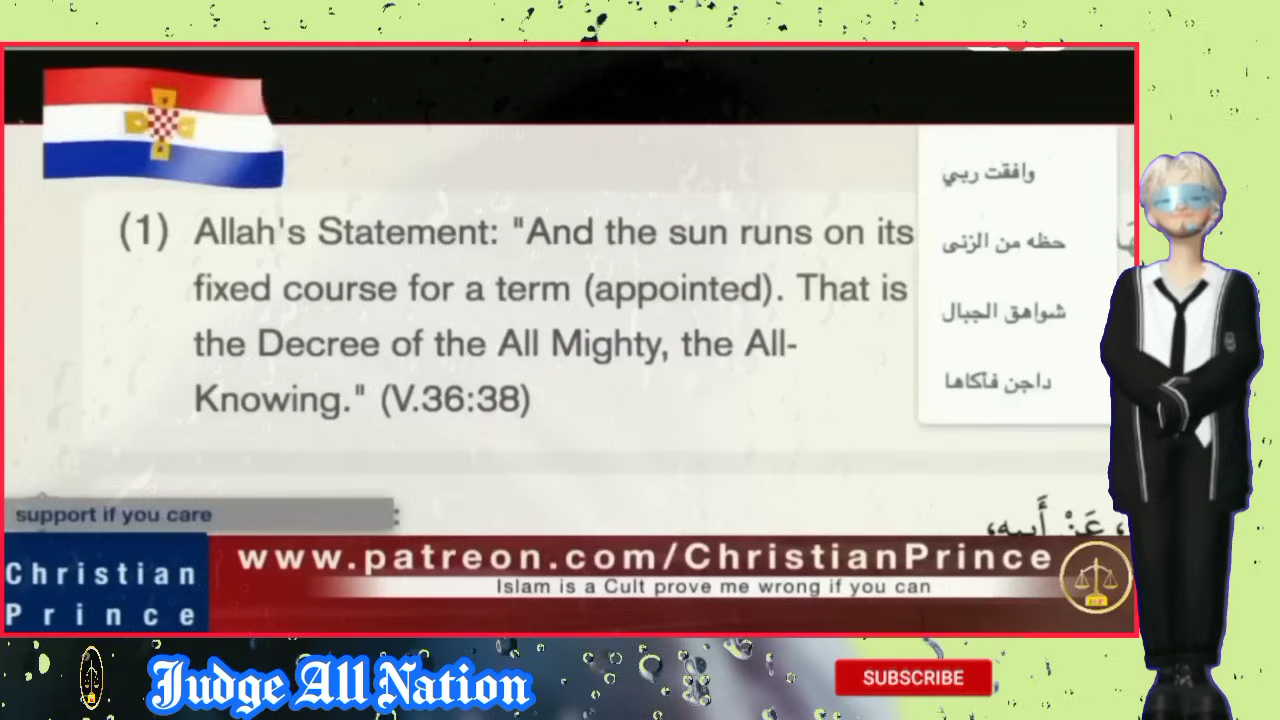 وافقت ربي
(1) Allah's Statement: "And the sun runs on its
حظه من الزنى
fixed course for a term (appointed). That is
شواهق الجبال
the Decree of the All Mighty, the All-
داجن فأكلها
Knowing." (V.36:38)
support if you care :
عَنْ أَبِيهِ،
Christian
Prince
www.patreon.com/ChristianPrince
Islam is a Cult prove me wrong if you can
Judge All Nation
SUBSCRIBE